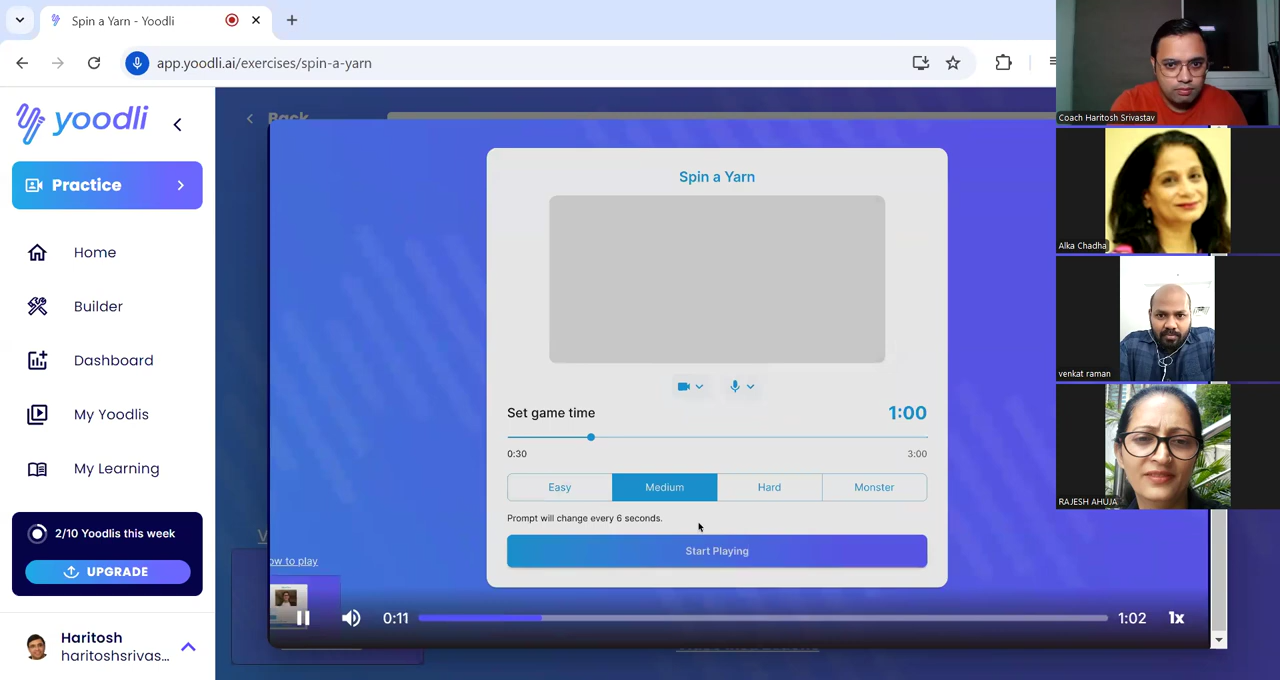 Spin a Yarn - Yoodli
app.yoodli.ai/exercises/spin-a-yarn
yoodli
Practice
Home
Builder
Dashboard
My Yoodlis
My Learning
2/10 Yoodlis this week
UPGRADE
Haritosh
haritoshsrivas...
Back
Spin a Yarn
Set game time
1:00
0:30
3:00
Easy
Medium
Hard
Monster
Prompt will change every 6 seconds.
Start Playing
ow to play
0:11
1:02
1x
Coach Haritosh Srivastav
Alka Chadha
venkat raman
RAJESH AHUJA